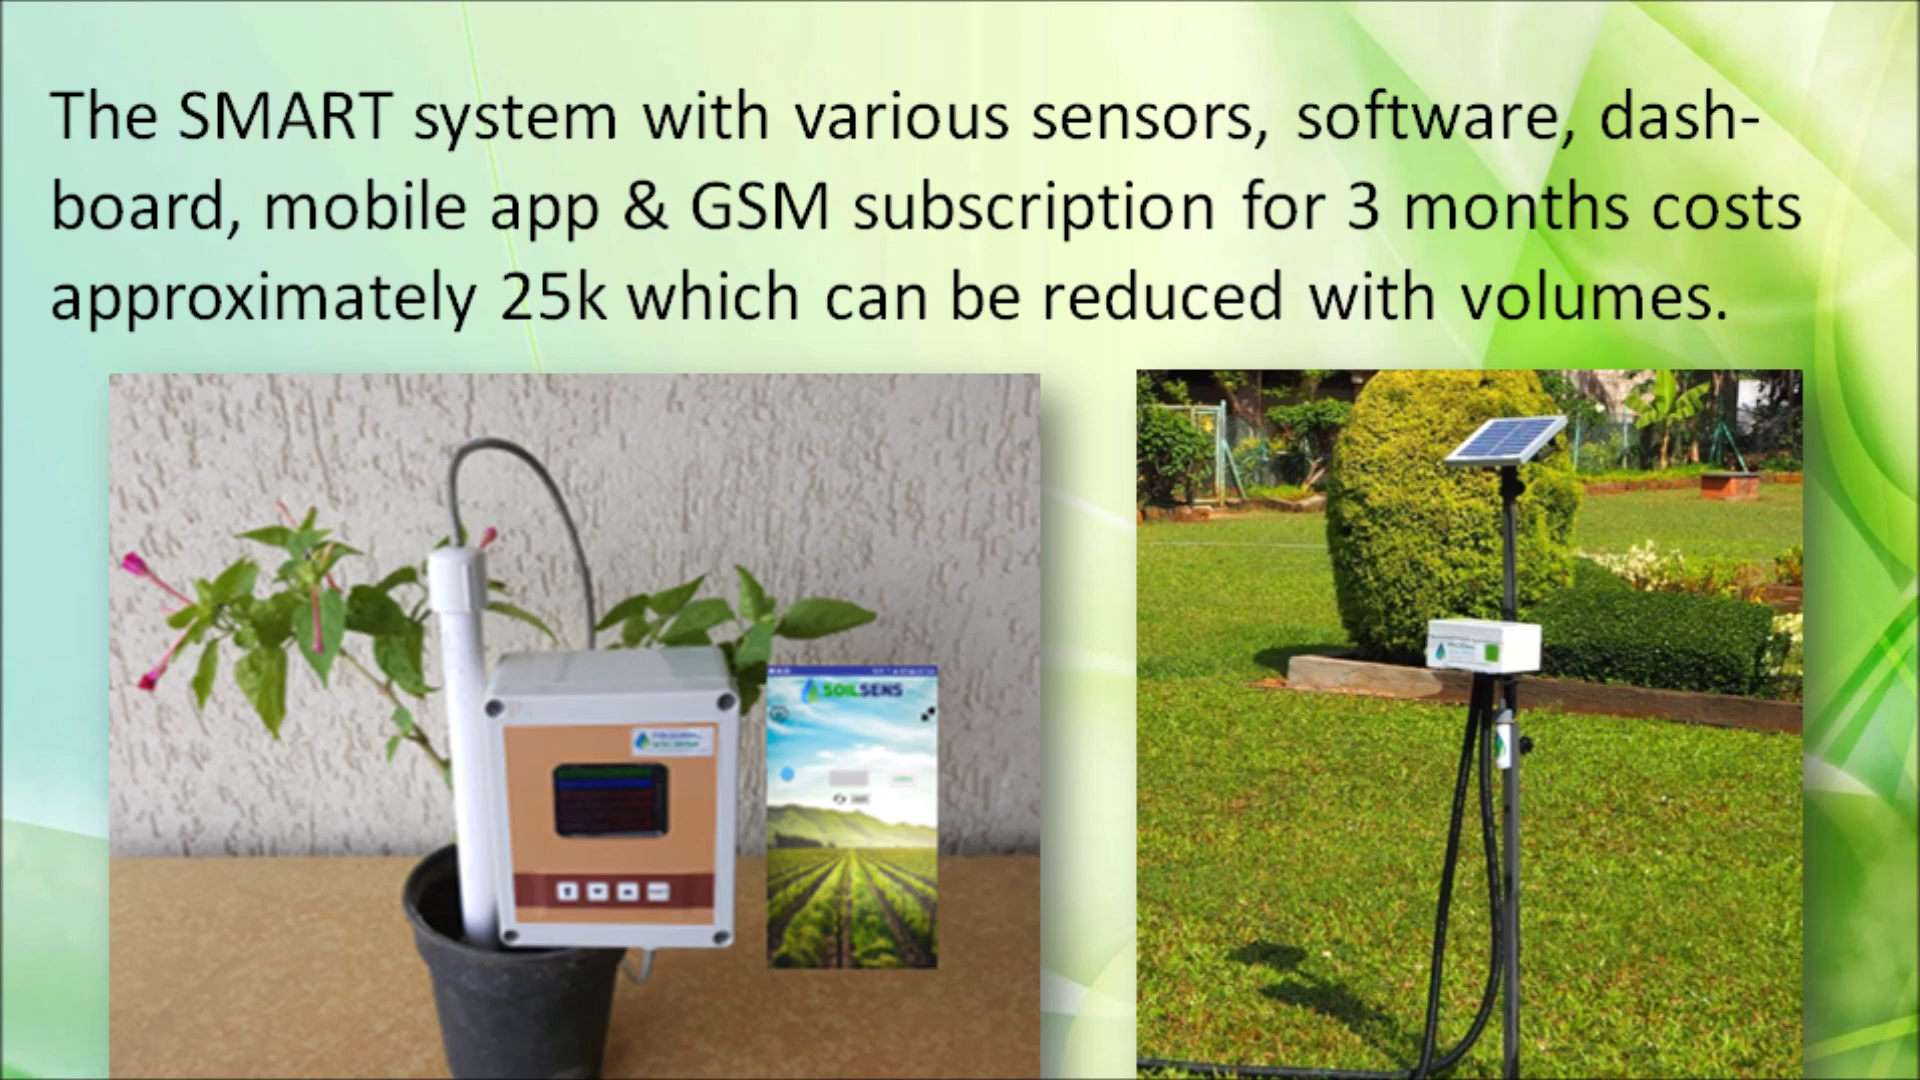 The SMART system with various sensors, software, dash-
board, mobile app & GSM subscription for 3 months costs
approximately 25k which can be reduced with volumes.
SOILSENS